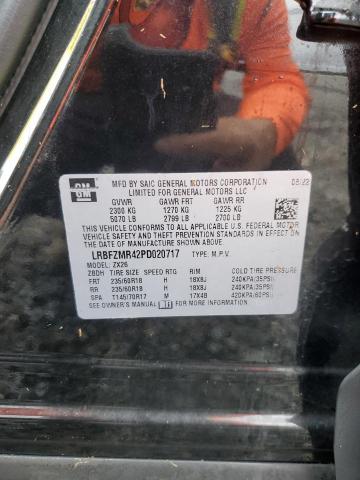 GM
MFD BY SAIC GENERAL MOTORS CORPORATION 08/22
LIMITED FOR GENERAL MOTORS LLC
GVWR GAWR FRT GAWR RR
2300 KG 1270 KG 1225 KG
5070 LB 2799 LB 2700 LB
THIS VEHICLE CONFORMS TO ALL APPLICABLE U.S. FEDERAL MOTOR
VEHICLE SAFETY AND THEFT PREVENTION STANDARDS IN EFFECT
ON THE DATE OF MANUFACTURE SHOWN ABOVE.
LRBFZMR42PD020717 TYPE: M.P.V.
MODEL: ZX26
ZBDH TIRE SIZE SPEED RTG RIM COLD TIRE PRESSURE
FRT 235/60R18 H 18X8J 240KPA(35PSI)
RR 235/60R18 H 18X8J 240KPA(35PSI)
SPA T145/70R17 M 17X4B 420KPA(60PSI)
SEE OWNER'S MANUAL FOR MORE INFORMATION.